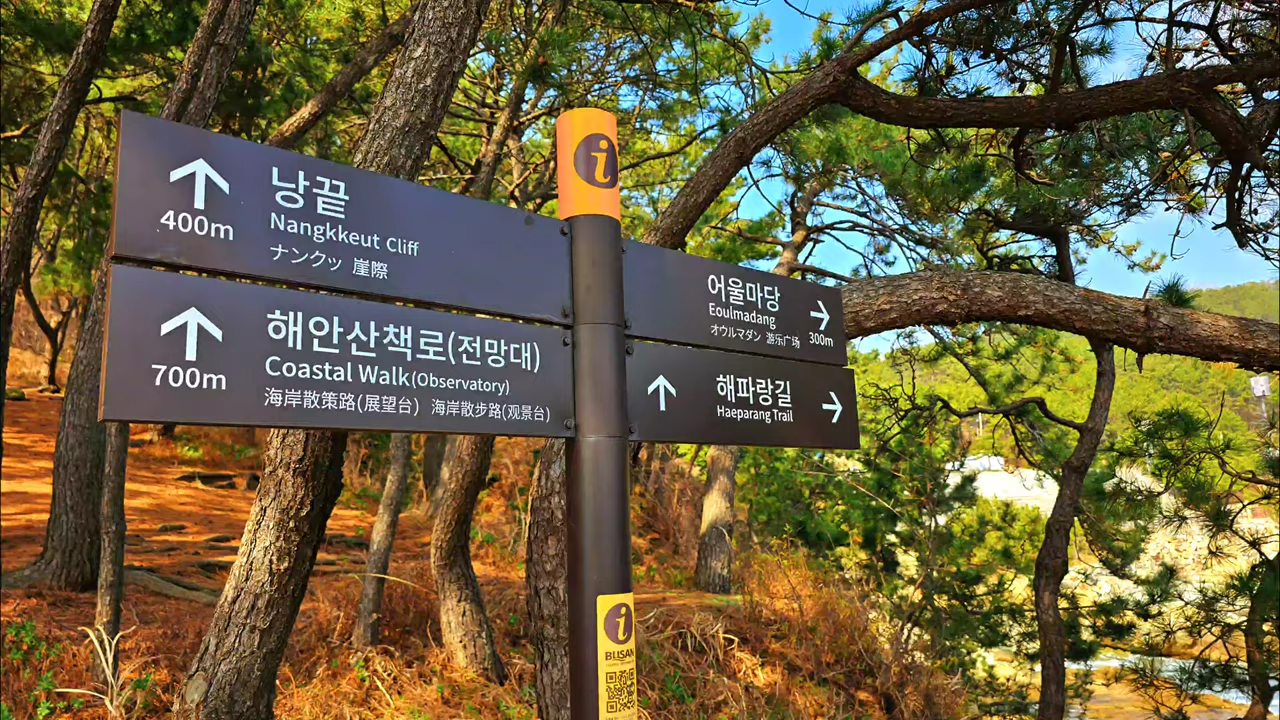 i
낭끝
Nangkkeut Cliff
ナンクッ 崖際
400m
해안산책로(전망대)
Coastal Walk(Observatory)
海岸散策路(展望台) 海岸散步路(观景台)
700m
어울마당
Eoulmadang
オウルマダン 游乐广场
300m
해파랑길
Haeparang Trail
i
BUSAN